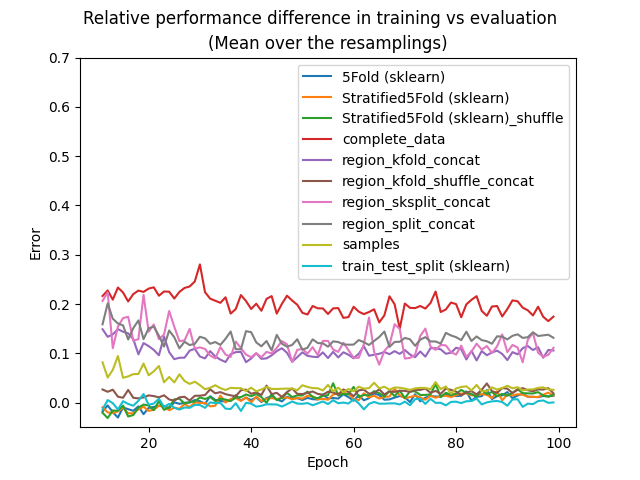 Relative performance difference in training vs evaluation
(Mean over the resamplings)
0.7
0.6
0.5
0.4
0.3
0.2
0.1
0.0
Error
5Fold (sklearn)
Stratified5Fold (sklearn)
Stratified5Fold (sklearn)_shuffle
complete_data
region_kfold_concat
region_kfold_shuffle_concat
region_sksplit_concat
region_split_concat
samples
train_test_split (sklearn)
20
40
60
80
100
Epoch